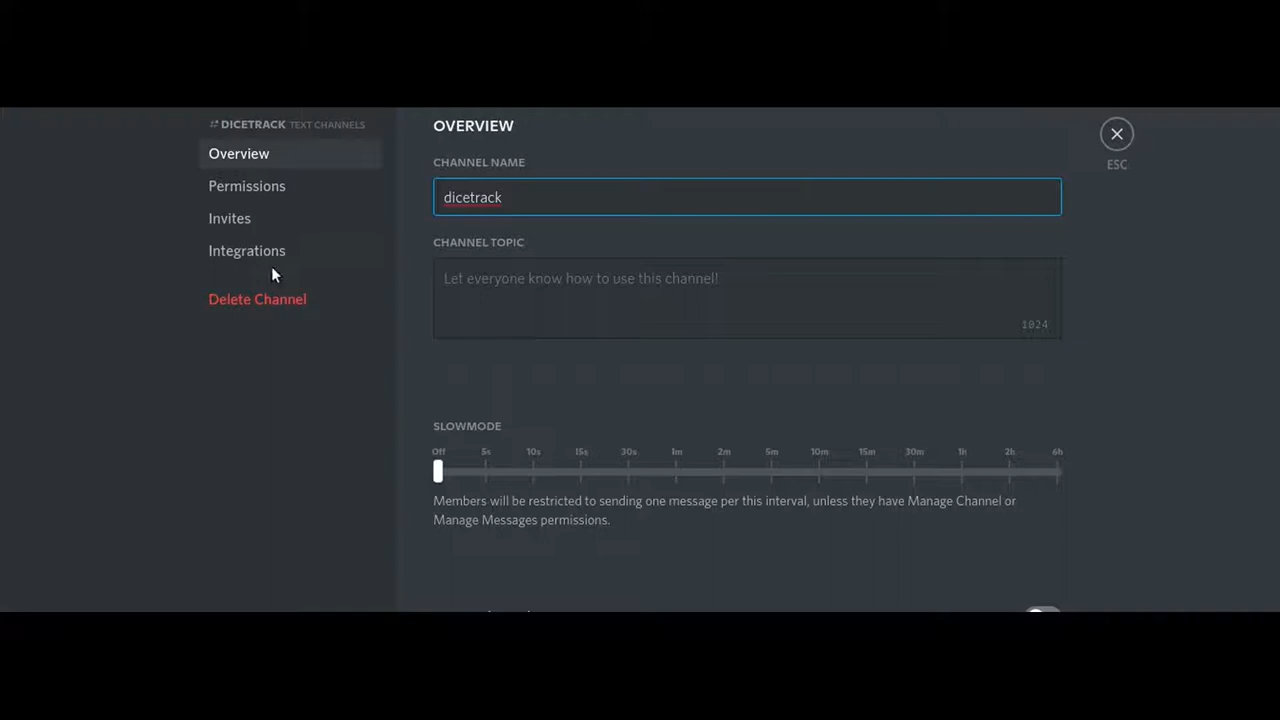 DICETRACK TEXT CHANNELS
Overview
Permissions
Invites
Integrations
Delete Channel
OVERVIEW
CHANNEL NAME
dicetrack
CHANNEL TOPIC
Let everyone know how to use this channel!
1024
SLOWMODE
Off 5s 10s 15s 30s 1m 2m 5m 10m 15m 30m 1h 2h 6h
Members will be restricted to sending one message per this interval, unless they have Manage Channel or
Manage Messages permissions.
ESC